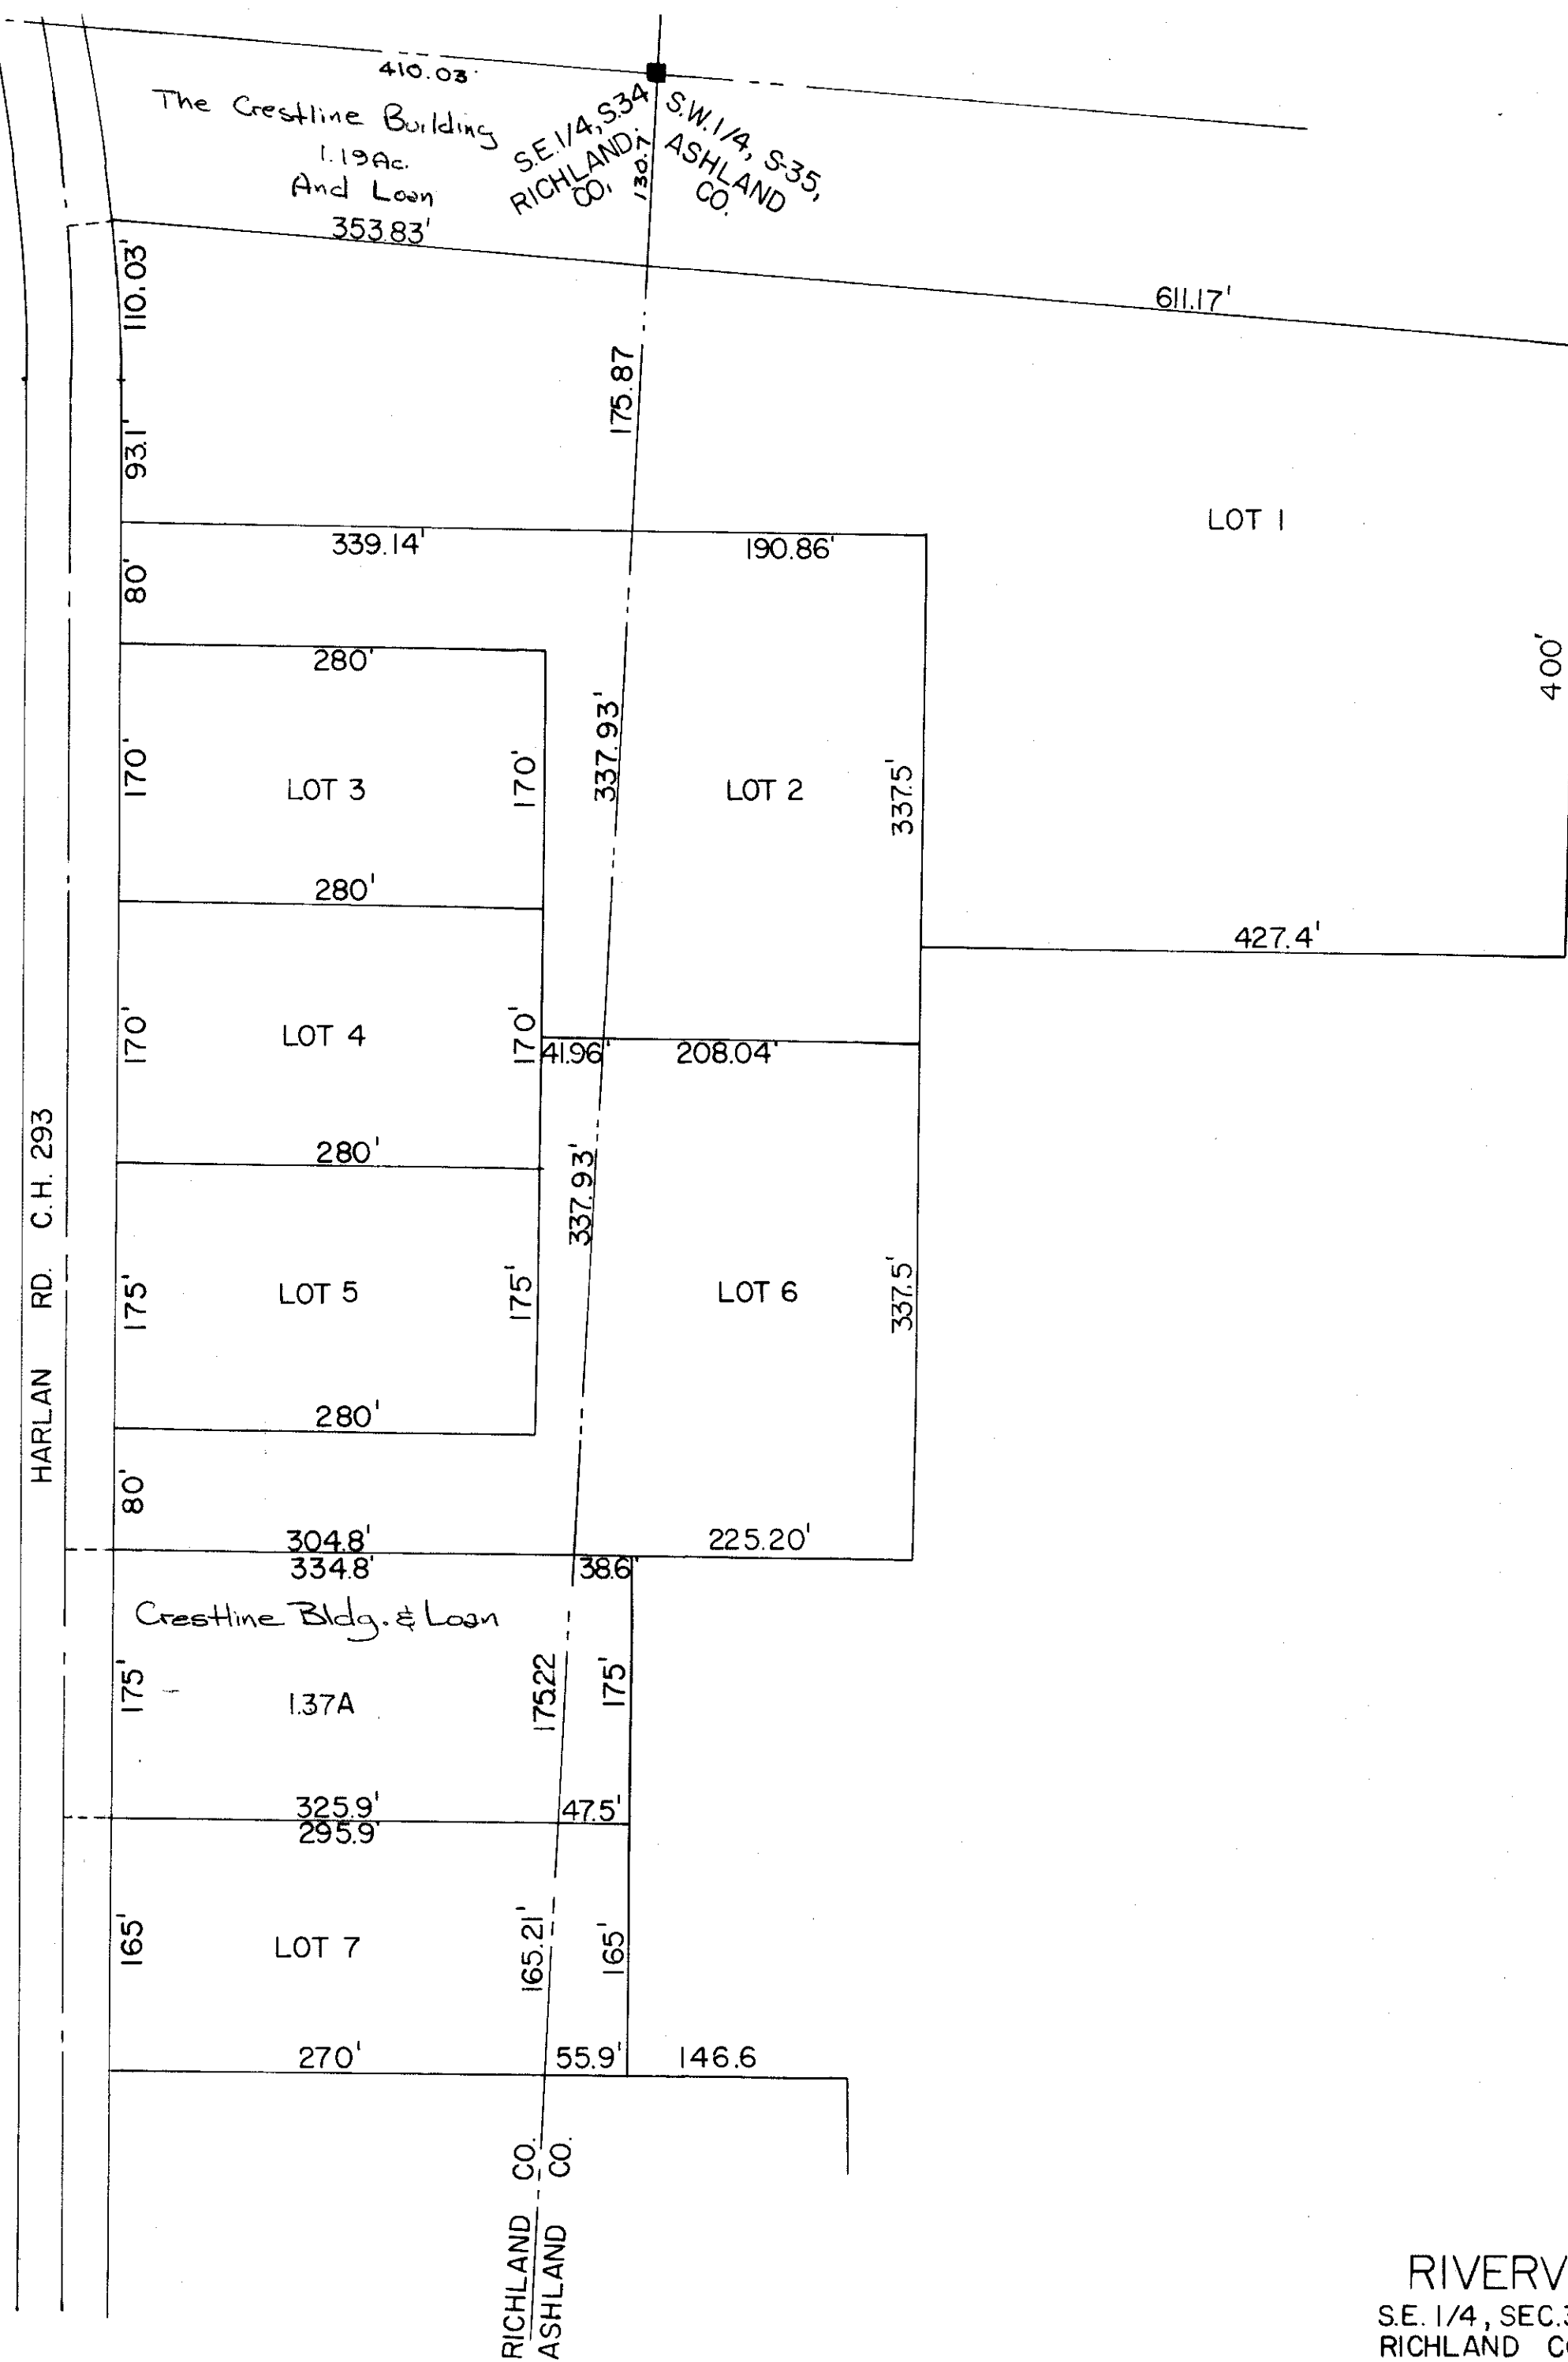 410.03'
The Crestline Building
1.19Ac.
And Loan
S.E.1/4, S.34
RICHLAND
CO.
130.7
S.W.1/4, S-35,
ASHLAND
CO.
353.83'
611.17'
110.03'
175.87
93.1'
LOT 1
339.14'
190.86'
80'
280'
400'
170'
LOT 3
170'
337.93'
LOT 2
337.5'
280'
427.4'
170'
LOT 4
170'
41.96'
208.04'
280'
337.93'
175'
LOT 5
175'
LOT 6
337.5'
HARLAN RD. C.H. 293
280'
80'
304.8'
225.20'
334.8'
38.6'
Crestline Bldg. & Loan
175'
1.37A
175.22
175'
325.9'
47.5'
295.9'
165'
LOT 7
165.21'
165'
270'
55.9'
146.6
RICHLAND CO.
ASHLAND CO.
RIVERV
S.E. 1/4, SEC.3
RICHLAND CO